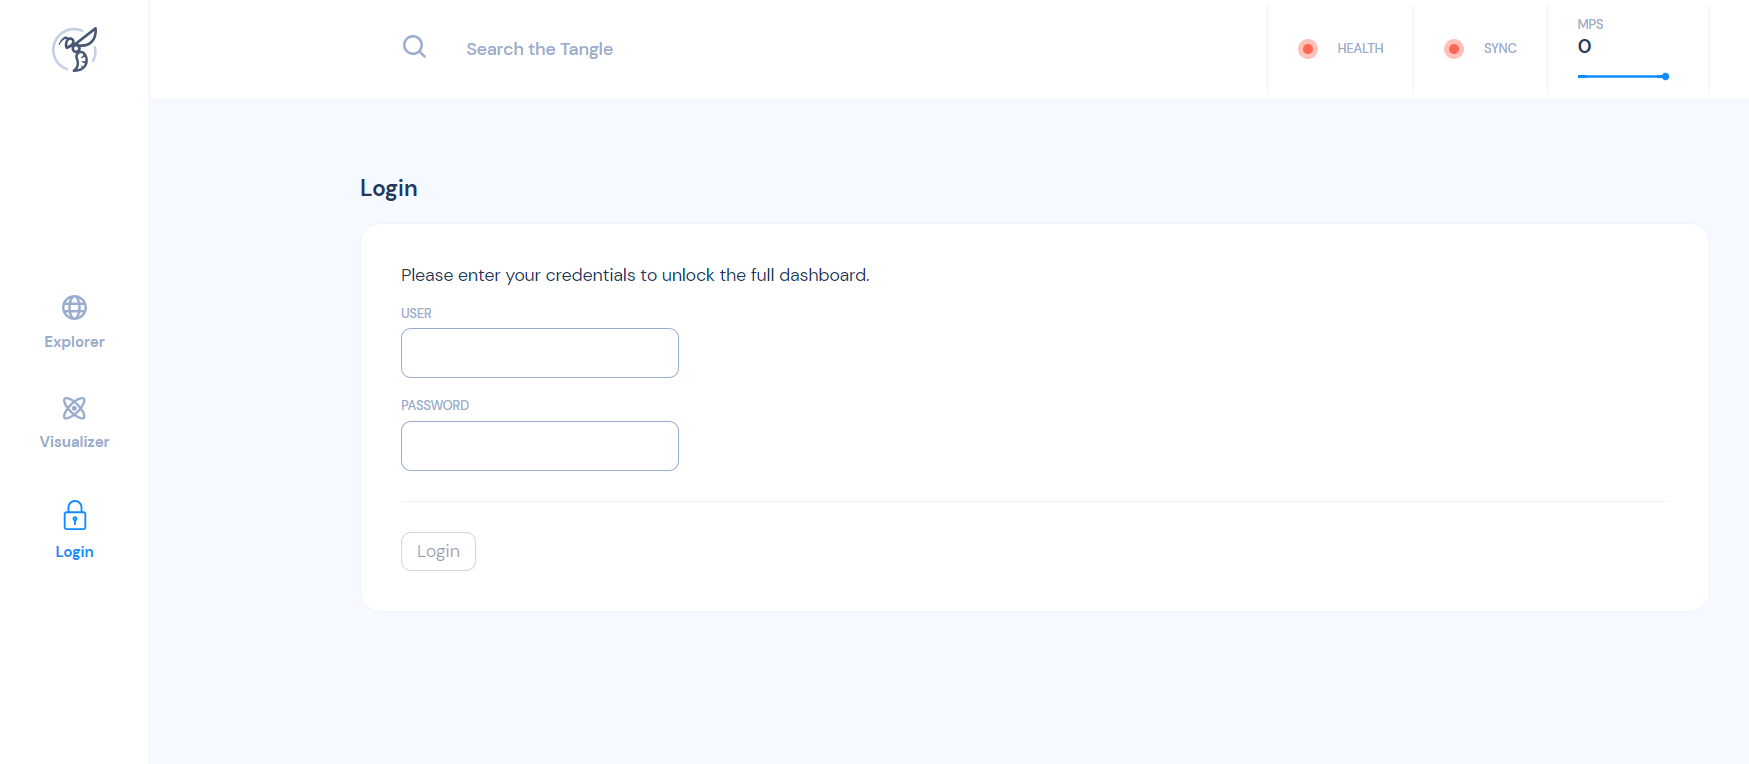 Search the Tangle
HEALTH
SYNC
MPS
0
Explorer
Visualizer
Login
Login
Please enter your credentials to unlock the full dashboard.
USER
PASSWORD
Login